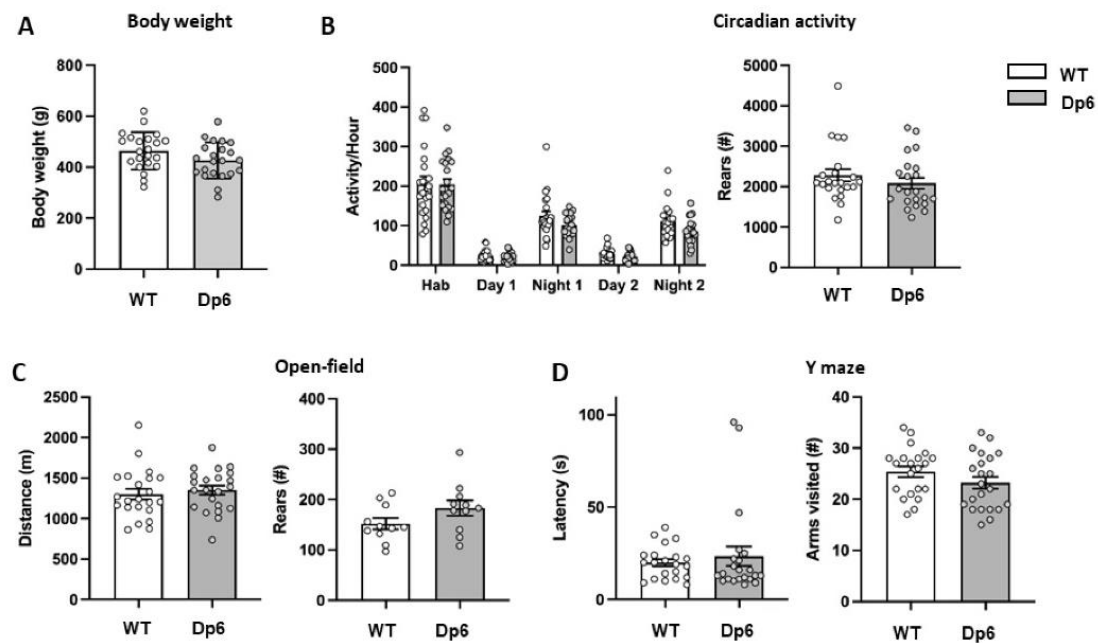 A
Body weight
800
600
400
200
0
Body weight (g)
WT
Dp6
B
Circadian activity
500
400
300
200
100
0
Activity/Hour
Hab
Day 1
Night 1
Day 2
Night 2
5000
4000
3000
2000
1000
0
Rears (#)
WT
Dp6
WT
Dp6
C
Open-field
2500
2000
1500
1000
500
0
Distance (m)
WT
Dp6
400
300
200
100
0
Rears (#)
WT
Dp6
D
Y maze
100
50
0
Latency (s)
WT
Dp6
40
30
20
10
0
Arms visited (#)
WT
Dp6